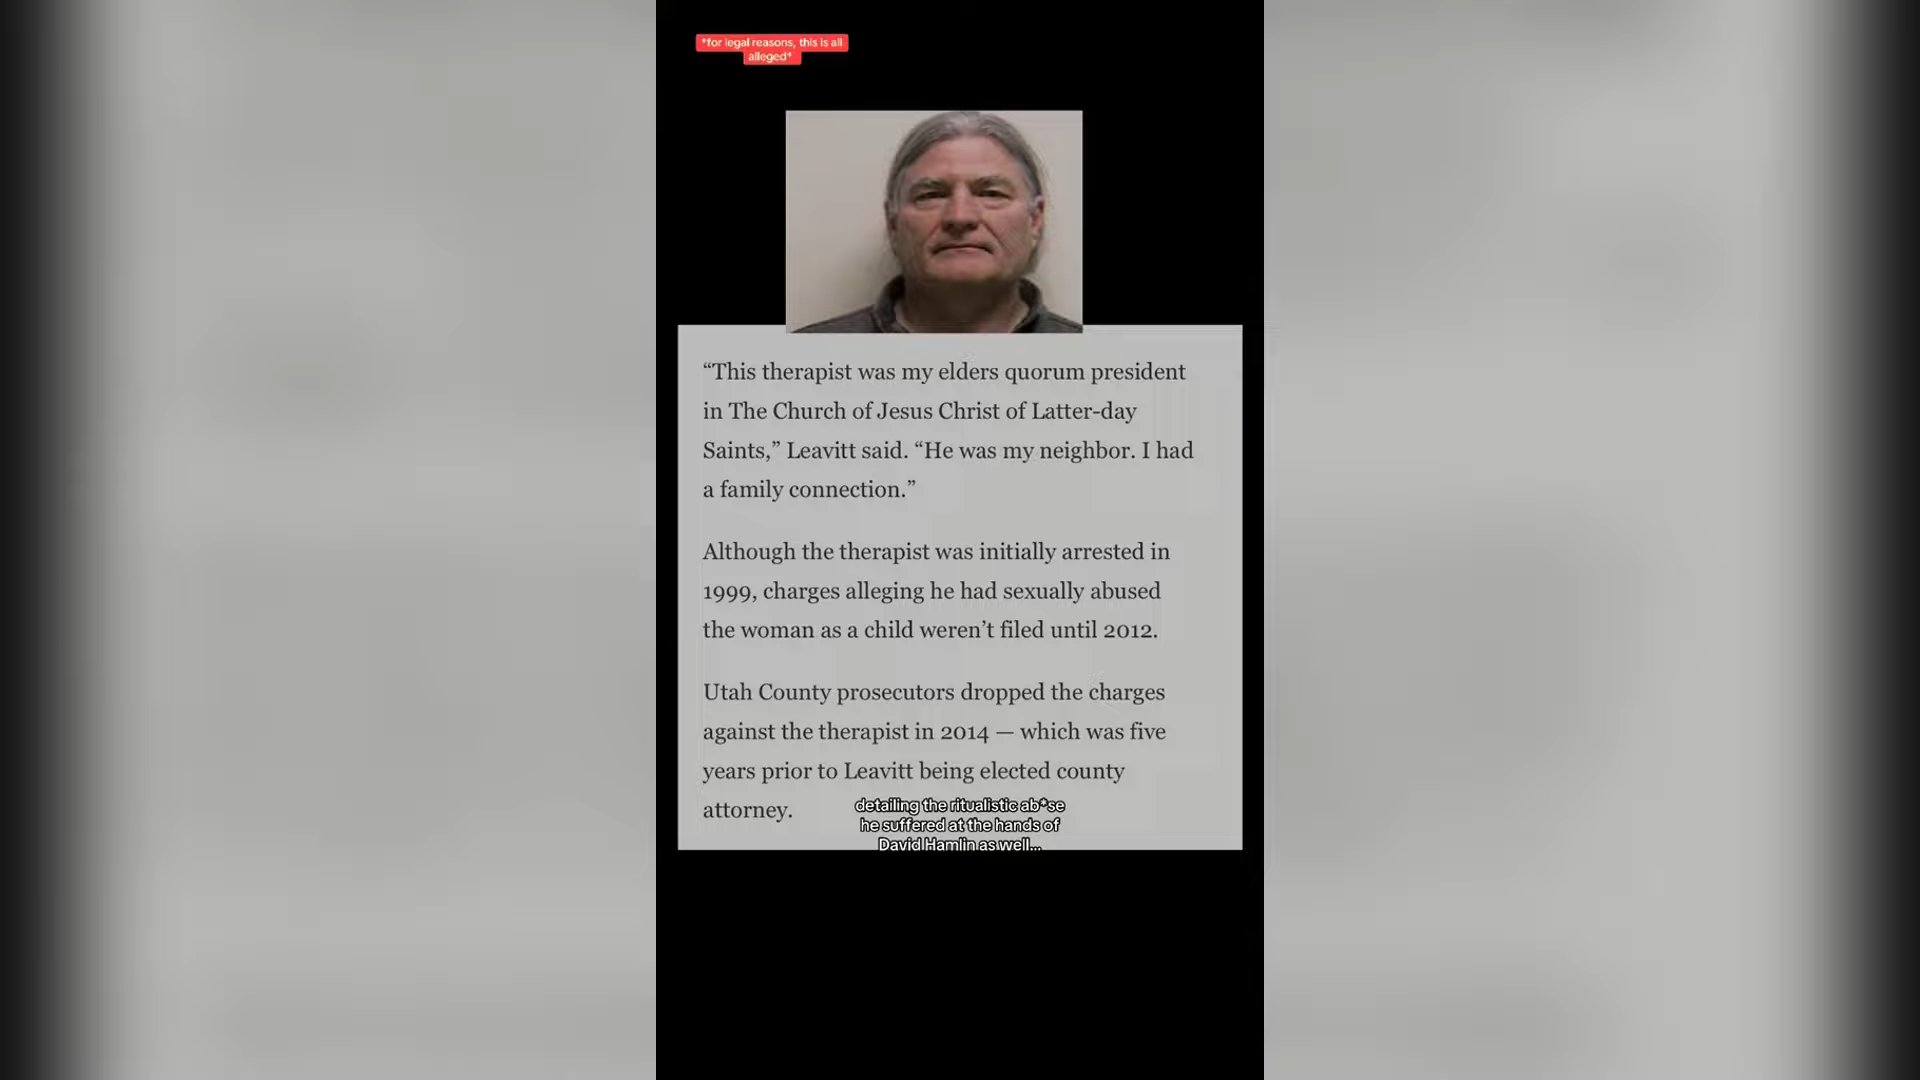 *for legal reasons, this is all
alleged*
“This therapist was my elders quorum president
in The Church of Jesus Christ of Latter-day
Saints,” Leavitt said. “He was my neighbor. I had
a family connection.”
Although the therapist was initially arrested in
1999, charges alleging he had sexually abused
the woman as a child weren’t filed until 2012.
Utah County prosecutors dropped the charges
against the therapist in 2014 — which was five
years prior to Leavitt being elected county
attorney.
detailing the ritualistic ab*se
he suffered at the hands of
David Hamlin as well...